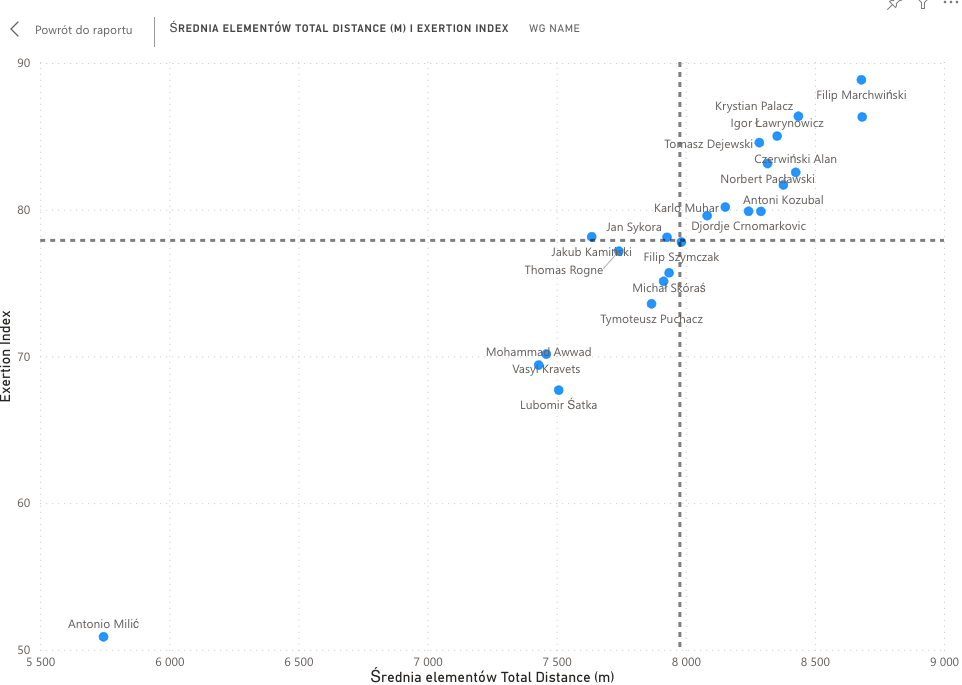 Powrót do raportu
ŚREDNIA ELEMENTÓW TOTAL DISTANCE (M) I EXERTION INDEX
WG NAME
90
Filip Marchwiński
Krystian Palacz
Igor Ławrynowicz
Tomasz Dejewski
Czerwiński Alan
Norbert Pacławski
Antoni Kozubal
80
Karlo Muhar
Jan Sykora
Djordje Crnomarkovic
Jakub Kamiński
Filip Szymczak
Thomas Rogne
Michał Skóraś
Tymoteusz Puchacz
Exertion Index
70
Mohammad Awwad
Vasyl Kravets
Lubomir Šatka
60
Antonio Milić
50
5 500
6 000
6 500
7 000
7 500
8 000
8 500
9 000
Średnia elementów Total Distance (m)